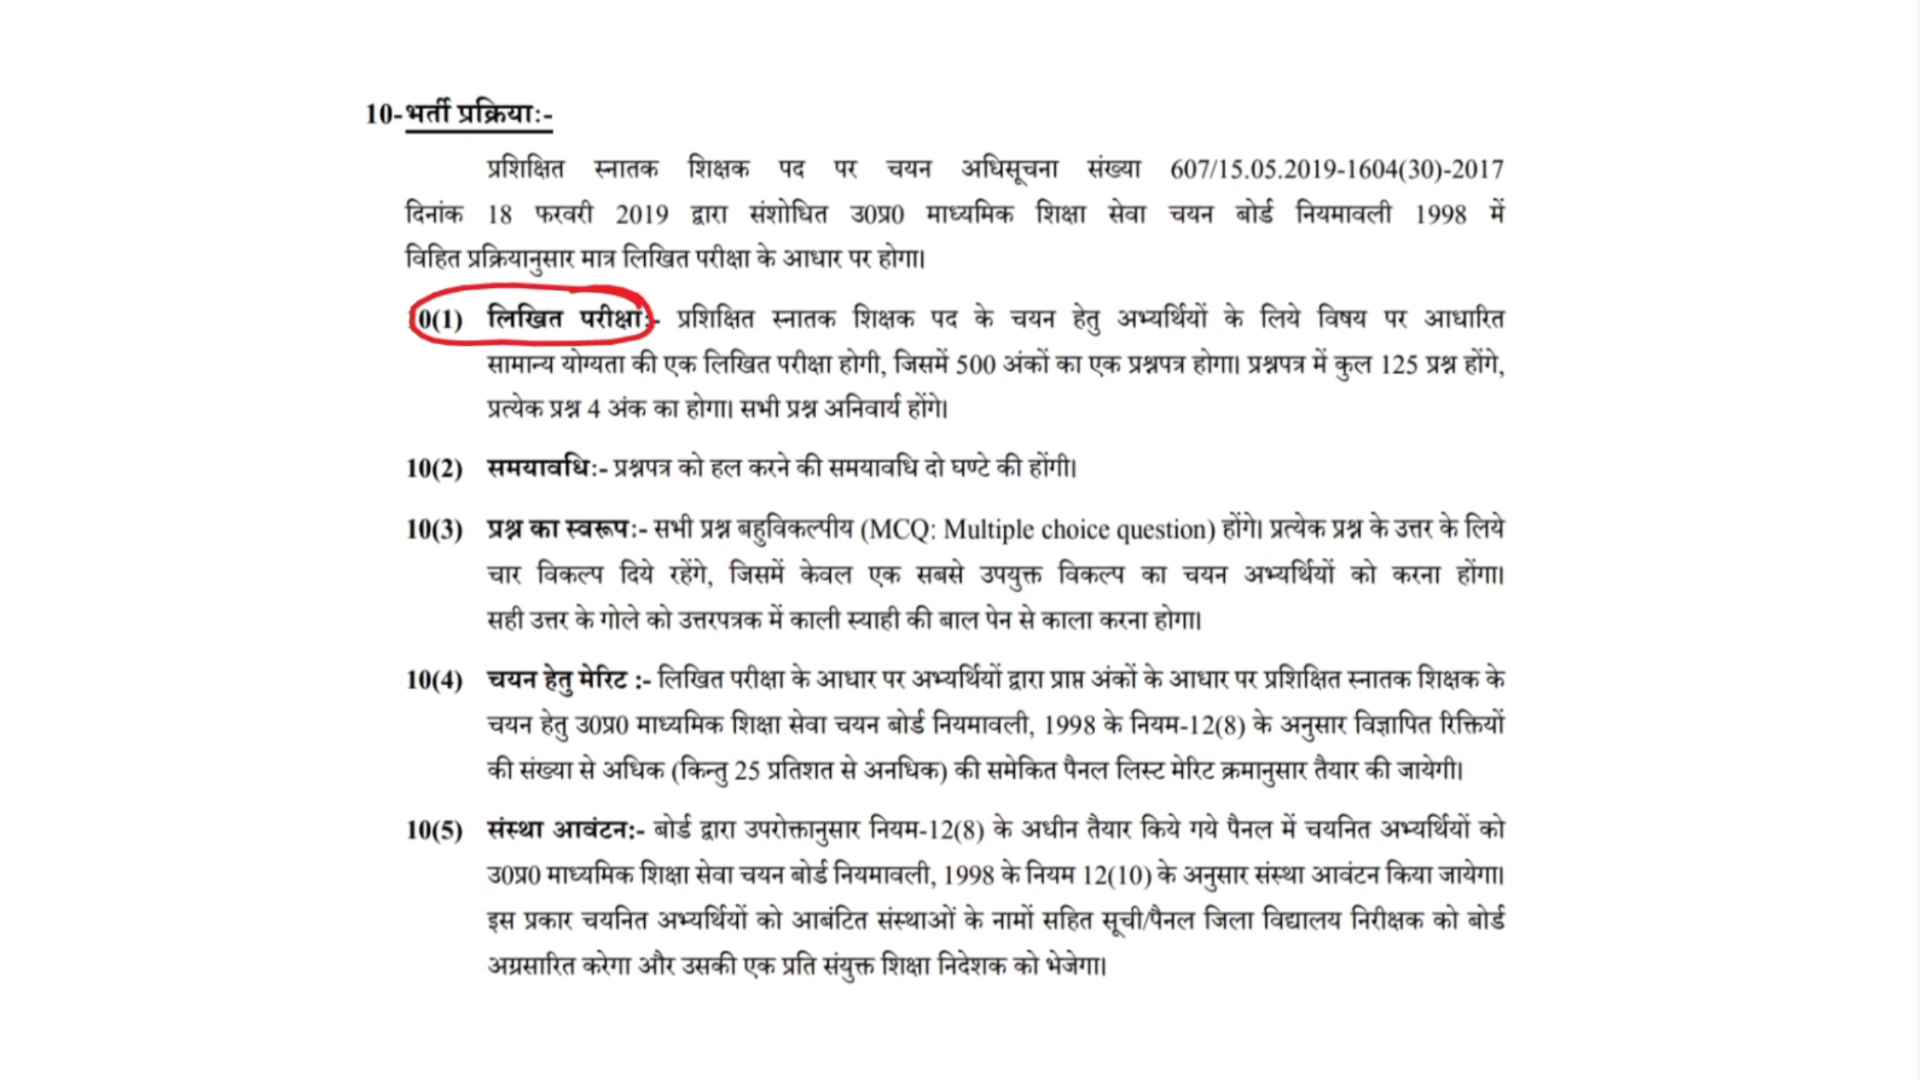 10-भर्ती प्रक्रिया:-
प्रशिक्षित स्नातक शिक्षक पद पर चयन अधिसूचना संख्या 607/15.05.2019-1604(30)-2017
दिनांक 18 फरवरी 2019 द्वारा संशोधित उ0प्र0 माध्यमिक शिक्षा सेवा चयन बोर्ड नियमावली 1998 में
विहित प्रक्रियानुसार मात्र लिखित परीक्षा के आधार पर होगा।
0(1) लिखित परीक्षा:- प्रशिक्षित स्नातक शिक्षक पद के चयन हेतु अभ्यर्थियों के लिये विषय पर आधारित
सामान्य योग्यता की एक लिखित परीक्षा होगी, जिसमें 500 अंकों का एक प्रश्नपत्र होगा। प्रश्नपत्र में कुल 125 प्रश्न होंगे,
प्रत्येक प्रश्न 4 अंक का होगा। सभी प्रश्न अनिवार्य होंगे।
10(2) समयावधि:- प्रश्नपत्र को हल करने की समयावधि दो घण्टे की होंगी।
10(3) प्रश्न का स्वरूप:- सभी प्रश्न बहुविकल्पीय (MCQ: Multiple choice question) होंगे। प्रत्येक प्रश्न के उत्तर के लिये
चार विकल्प दिये रहेंगे, जिसमें केवल एक सबसे उपयुक्त विकल्प का चयन अभ्यर्थियों को करना होंगा।
सही उत्तर के गोले को उत्तरपत्रक में काली स्याही की बाल पेन से काला करना होगा।
10(4) चयन हेतु मेरिट :- लिखित परीक्षा के आधार पर अभ्यर्थियों द्वारा प्राप्त अंकों के आधार पर प्रशिक्षित स्नातक शिक्षक के
चयन हेतु उ0प्र0 माध्यमिक शिक्षा सेवा चयन बोर्ड नियमावली, 1998 के नियम-12(8) के अनुसार विज्ञापित रिक्तियों
की संख्या से अधिक (किन्तु 25 प्रतिशत से अनधिक) की समेकित पैनल लिस्ट मेरिट क्रमानुसार तैयार की जायेगी।
10(5) संस्था आवंटन:- बोर्ड द्वारा उपरोक्तानुसार नियम-12(8) के अधीन तैयार किये गये पैनल में चयनित अभ्यर्थियों को
उ0प्र0 माध्यमिक शिक्षा सेवा चयन बोर्ड नियमावली, 1998 के नियम 12(10) के अनुसार संस्था आवंटन किया जायेगा।
इस प्रकार चयनित अभ्यर्थियों को आबंटित संस्थाओं के नामों सहित सूची/पैनल जिला विद्यालय निरीक्षक को बोर्ड
अग्रसारित करेगा और उसकी एक प्रति संयुक्त शिक्षा निदेशक को भेजेगा।